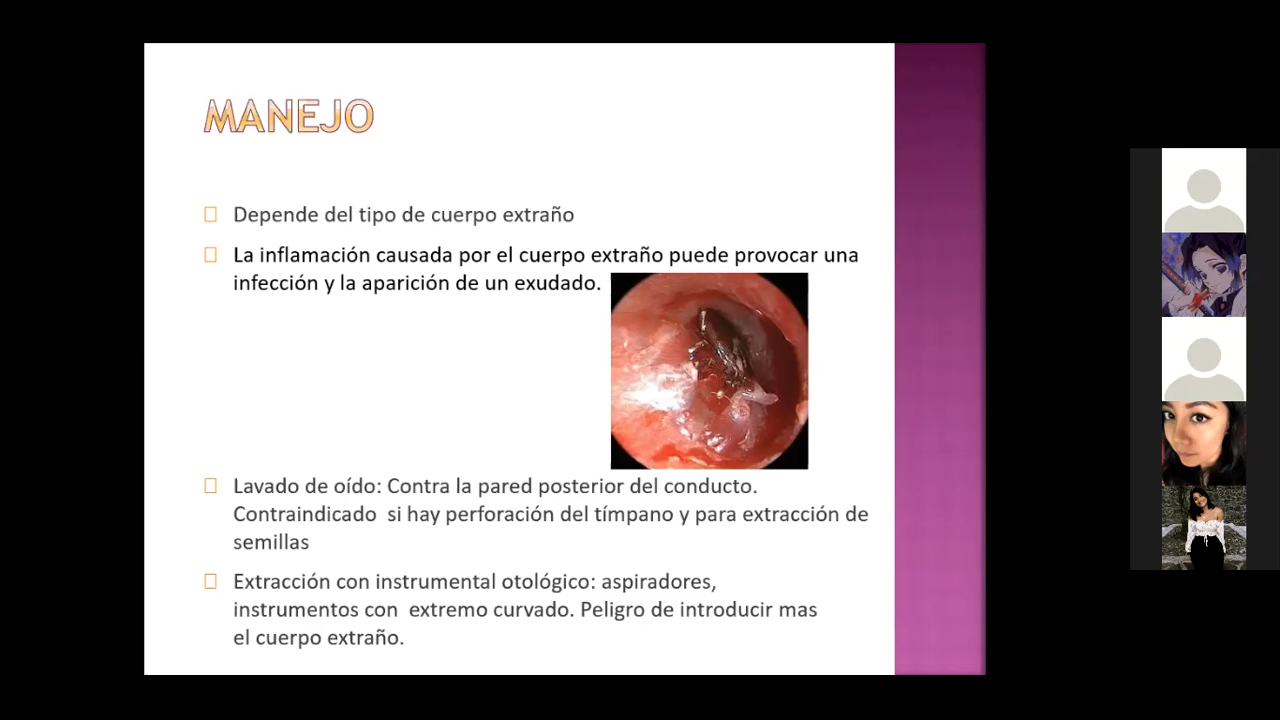 MANEJO
Depende del tipo de cuerpo extraño
La inflamación causada por el cuerpo extraño puede provocar una
infección y la aparición de un exudado.
Lavado de oído: Contra la pared posterior del conducto.
Contraindicado  si hay perforación del tímpano y para extracción de
semillas
Extracción con instrumental otológico: aspiradores,
instrumentos con  extremo curvado. Peligro de introducir mas
el cuerpo extraño.